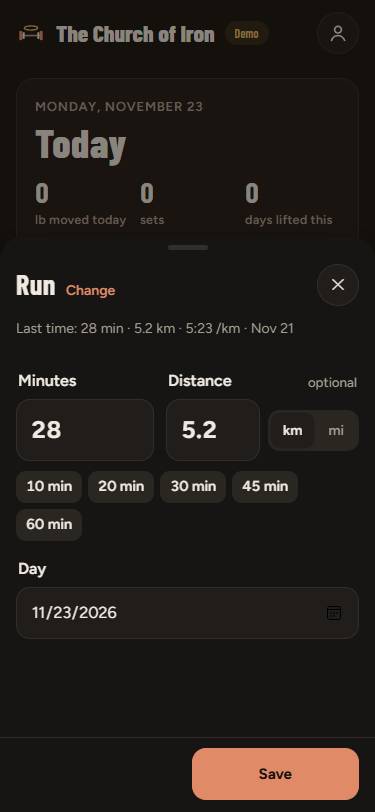 The Church of Iron Demo
MONDAY, NOVEMBER 23
Today
0 0 0
lb moved today sets days lifted this
Run Change
Last time: 28 min · 5.2 km · 5:23 /km · Nov 21
Minutes Distance optional
28 5.2 km mi
10 min 20 min 30 min 45 min
60 min
Day
11/23/2026
Save